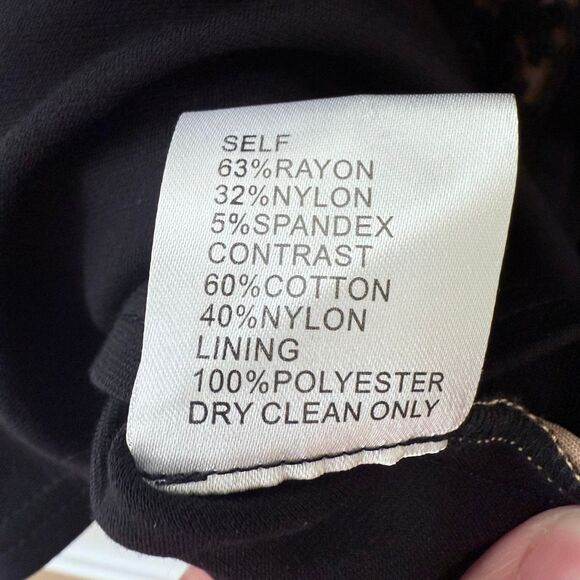 SELF
63%RAYON
32%NYLON
5%SPANDEX
CONTRAST
60%COTTON
40%NYLON
LINING
100%POLYESTER
DRY CLEAN ONLY